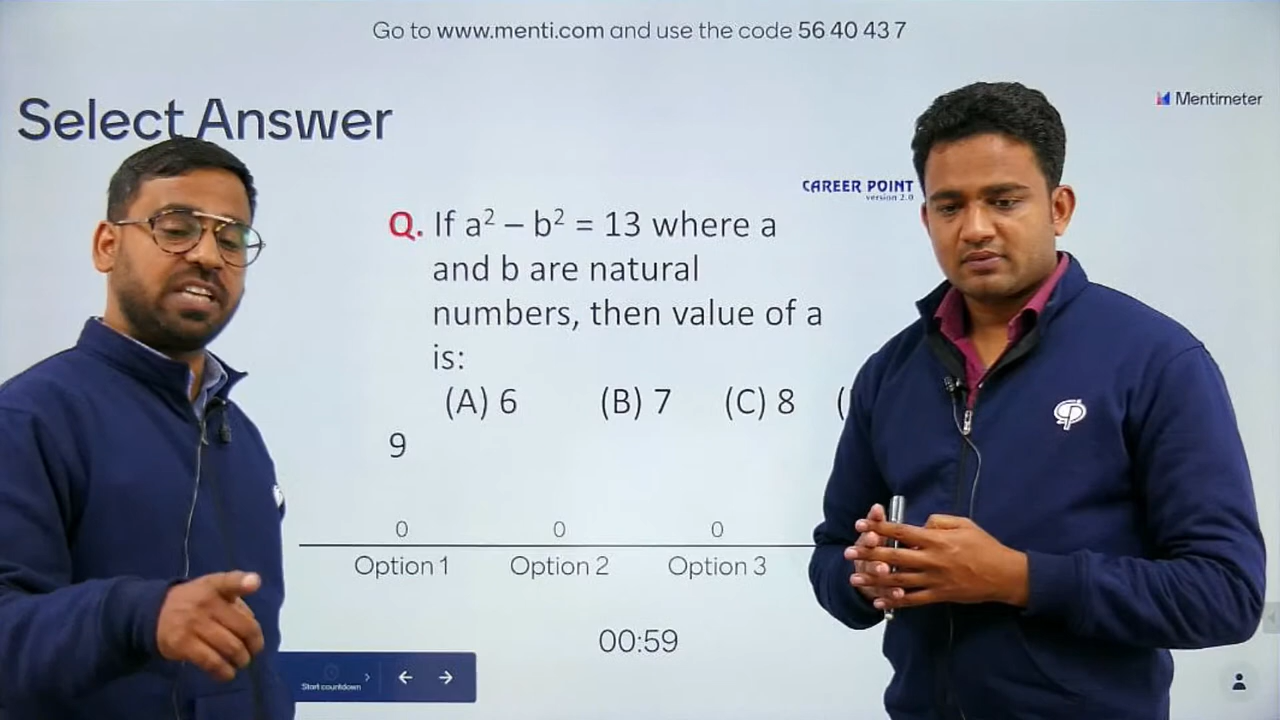 Go to www.menti.com and use the code 56 40 43 7
Select Answer
Mentimeter
CAREER POINT
version 2.0
Q. If a² – b² = 13 where a
and b are natural
numbers, then value of a
is:
(A) 6 (B) 7 (C) 8 (
9
0 0 0
Option 1 Option 2 Option 3
00:59
Start countdown